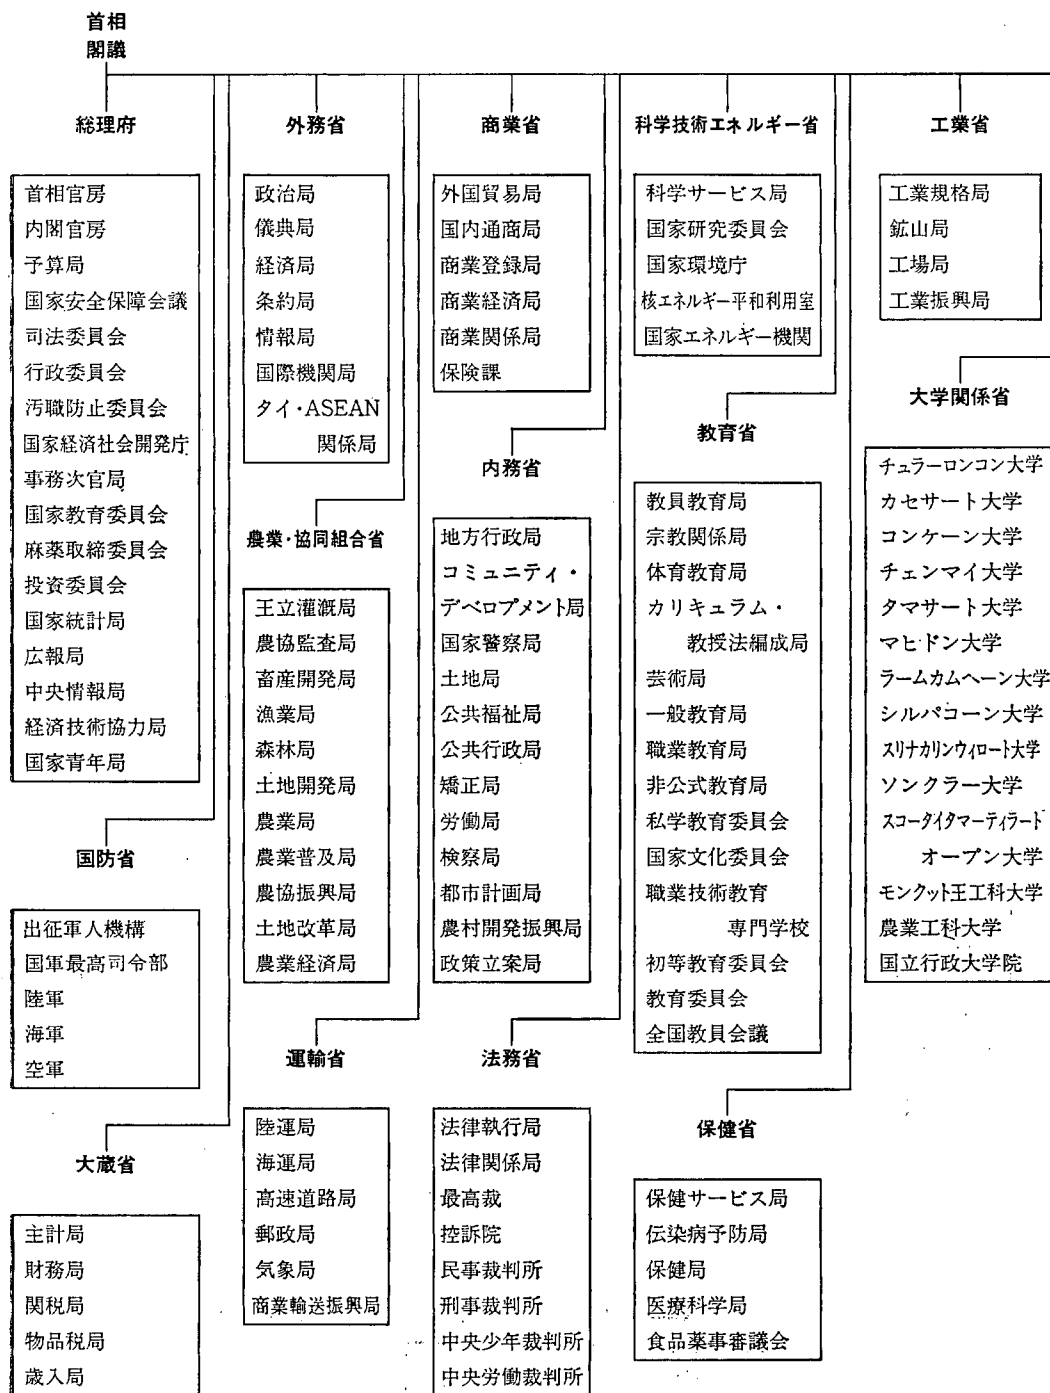 首相
閣議
総理府
首相官房
内閣官房
予算局
国家安全保障会議
司法委員会
行政委員会
汚職防止委員会
国家経済社会開発庁
事務次官局
国家教育委員会
麻薬取締委員会
投資委員会
国家統計局
広報局
中央情報局
経済技術協力局
国家青年局
国防省
出征軍人機構
国軍最高司令部
陸軍
海軍
空軍
大蔵省
主計局
財務局
関税局
物品税局
歳入局
外務省
政治局
儀典局
経済局
条約局
情報局
国際機関局
タイ・ASEAN
関係局
農業・協同組合省
王立灌漑局
農協監査局
畜産開発局
漁業局
森林局
土地開発局
農業局
農業普及局
農協振興局
土地改革局
農業経済局
運輸省
陸運局
海運局
高速道路局
郵政局
気象局
商業輸送振興局
商業省
外国貿易局
国内通商局
商業登録局
商業経済局
商業関係局
保険課
内務省
地方行政局
コミュニティ・
デベロプメント局
国家警察局
土地局
公共福祉局
公共行政局
矯正局
労働局
検察局
都市計画局
農村開発振興局
政策立案局
法務省
法律執行局
法律関係局
最高裁
控訴院
民事裁判所
刑事裁判所
中央少年裁判所
中央労働裁判所
科学技術エネルギー省
科学サービス局
国家研究委員会
国家環境庁
核エネルギー平和利用室
国家エネルギー機関
教育省
教員教育局
宗教関係局
体育教育局
カリキュラム・
教授法編成局
芸術局
一般教育局
職業教育局
非公式教育局
私学教育委員会
国家文化委員会
職業技術教育
専門学校
初等教育委員会
教育委員会
全国教員会議
保健省
保健サービス局
伝染病予防局
保健局
医療科学局
食品薬事審議会
工業省
工業規格局
鉱山局
工場局
工業振興局
大学関係省
チュラーロンコン大学
カセサート大学
コンケーン大学
チェンマイ大学
タマサート大学
マヒドン大学
ラームカムヘーン大学
シルパコーン大学
スリナカリンウィロート大学
ソンクラー大学
スコータイタマーティラート
オープン大学
モンクット王工科大学
農業工科大学
国立行政大学院